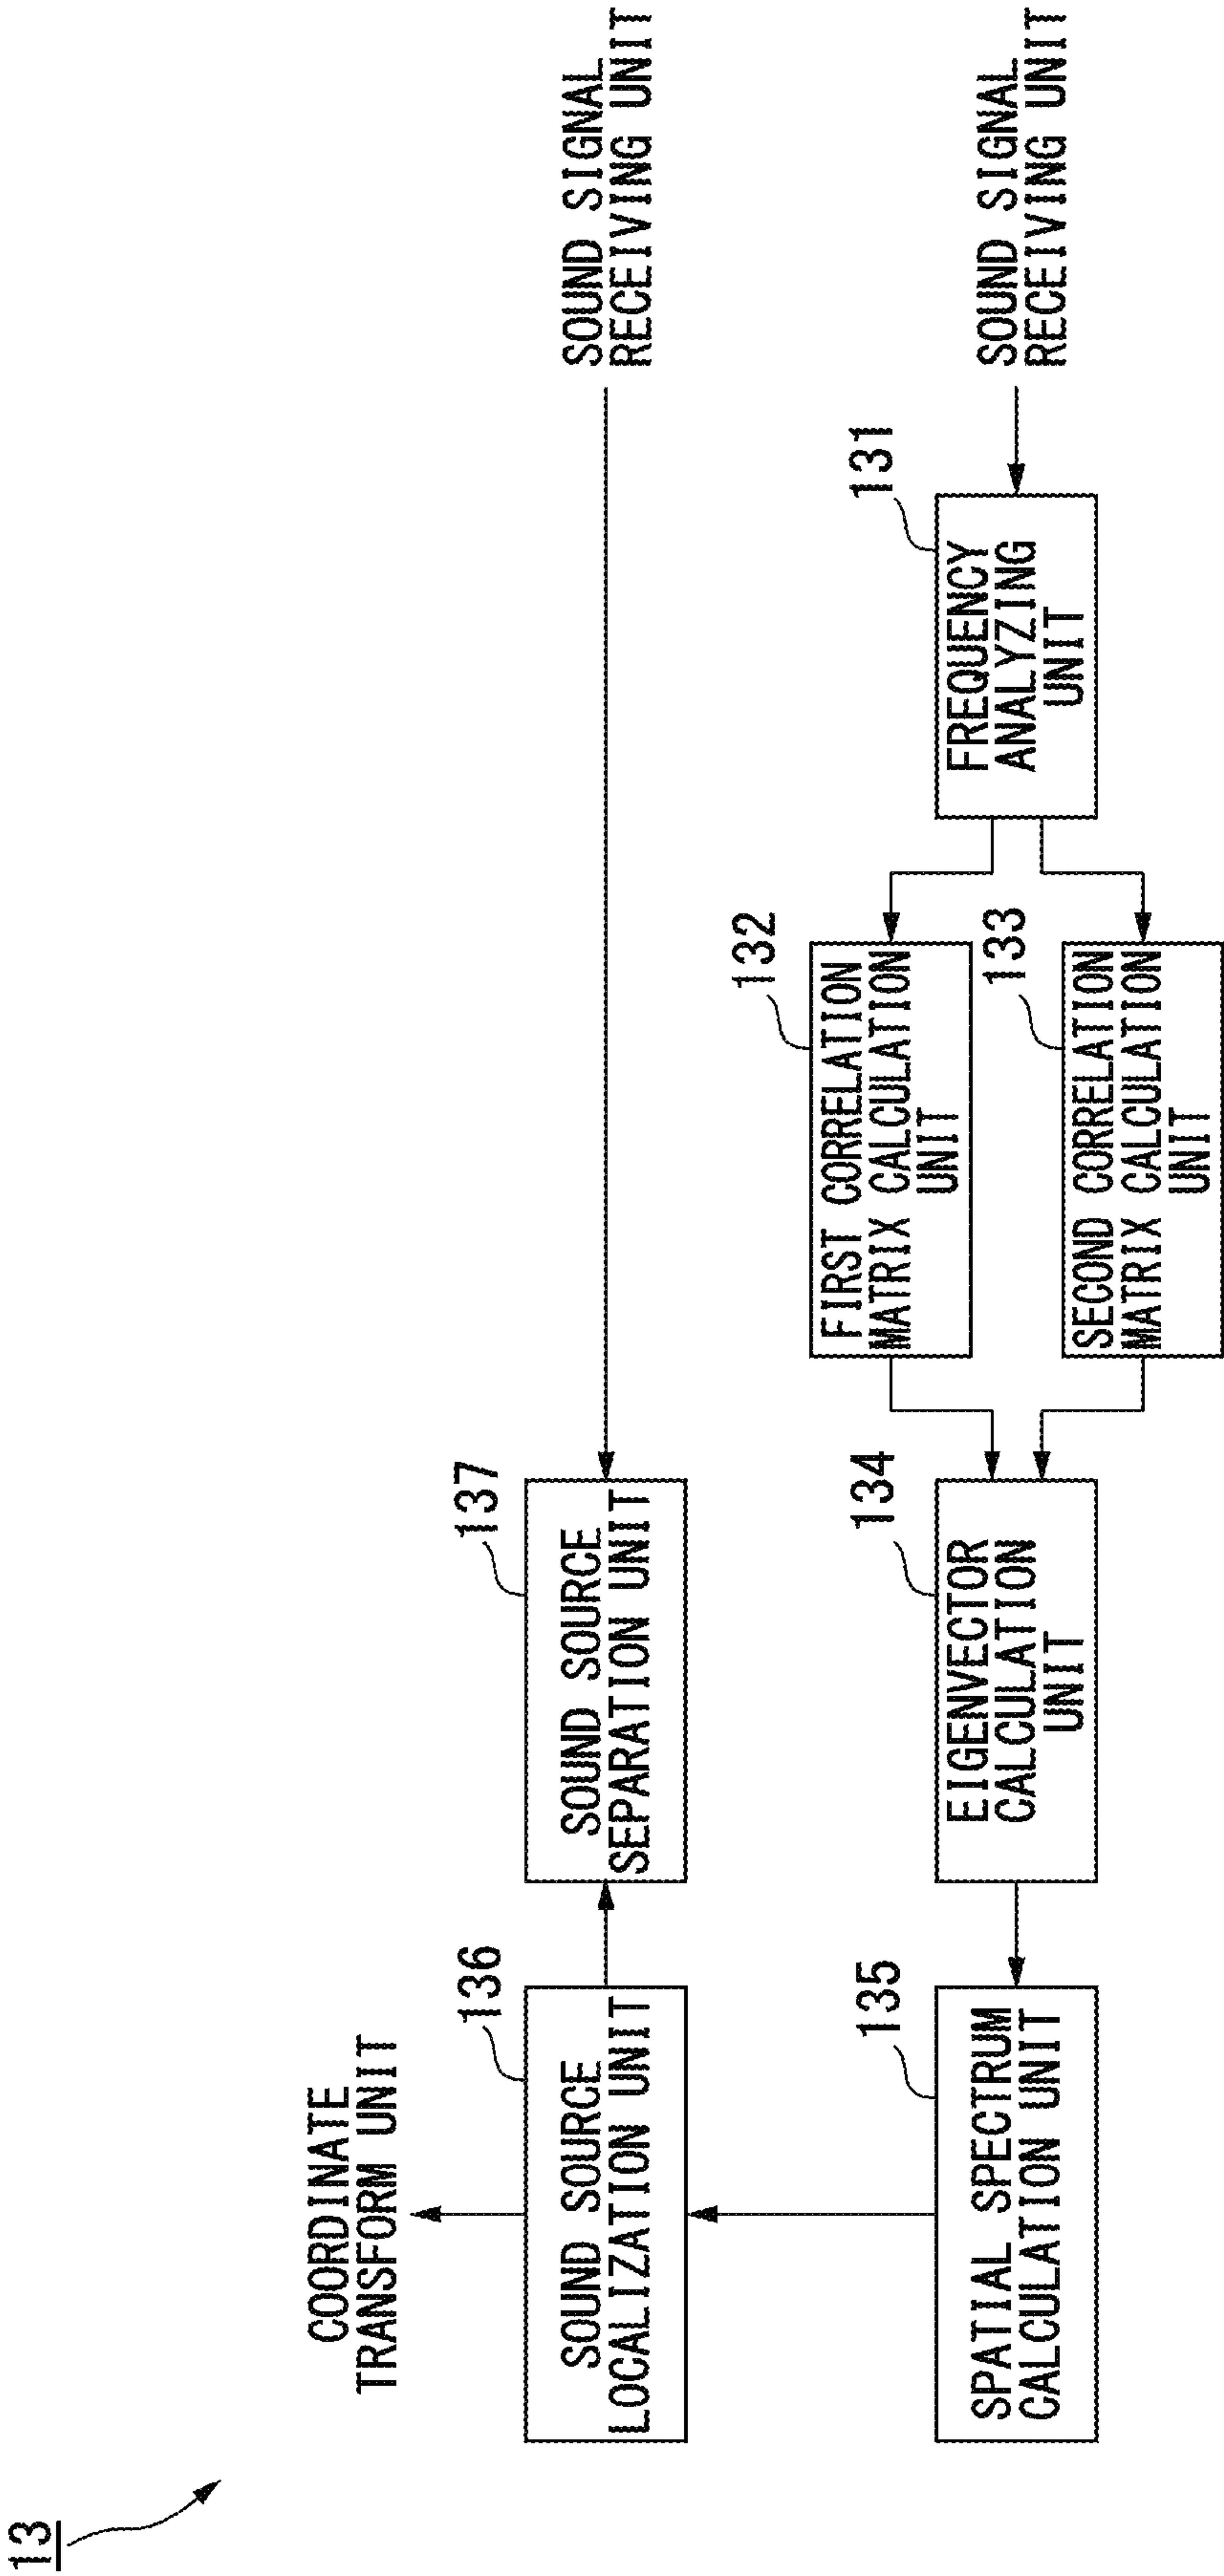 13
COORDINATE
TRANSFORM UNIT
136
SOUND SOURCE
LOCALIZATION UNIT
137
SOUND SOURCE
SEPARATION UNIT
SOUND SIGNAL
RECEIVING UNIT
135
SPATIAL SPECTRUM
CALCULATION UNIT
134
EIGENVECTOR
CALCULATION
UNIT
132
FIRST CORRELATION
MATRIX CALCULATION
UNIT
133
SECOND CORRELATION
MATRIX CALCULATION
UNIT
131
FREQUENCY
ANALYZING
UNIT
SOUND SIGNAL
RECEIVING UNIT